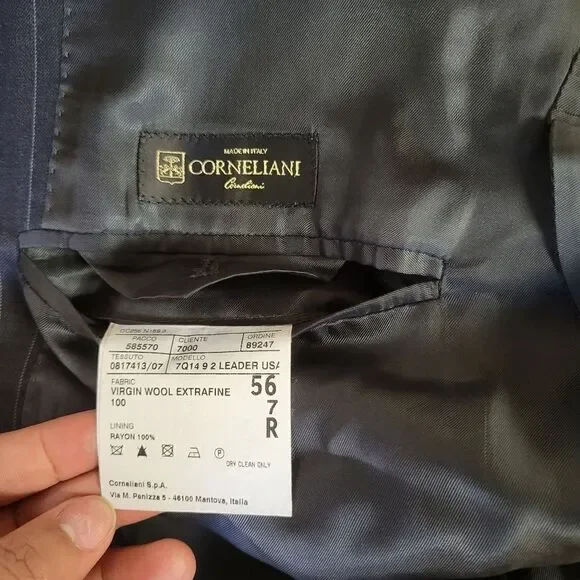 MADE IN ITALY
CORNELIANI
Corneliani
PACCO CLIENTE ORDINE
585570 7000 89247
TESSUTO MODELLO
0817413/07 7Q14 9 2 LEADER USA
FABRIC
VIRGIN WOOL EXTRAFINE
100
56
7
R
LINING
RAYON 100%
P
DRY CLEAN ONLY
Corneliani S.p.A.
Via M. Panizza 5 - 46100 Mantova, Italia